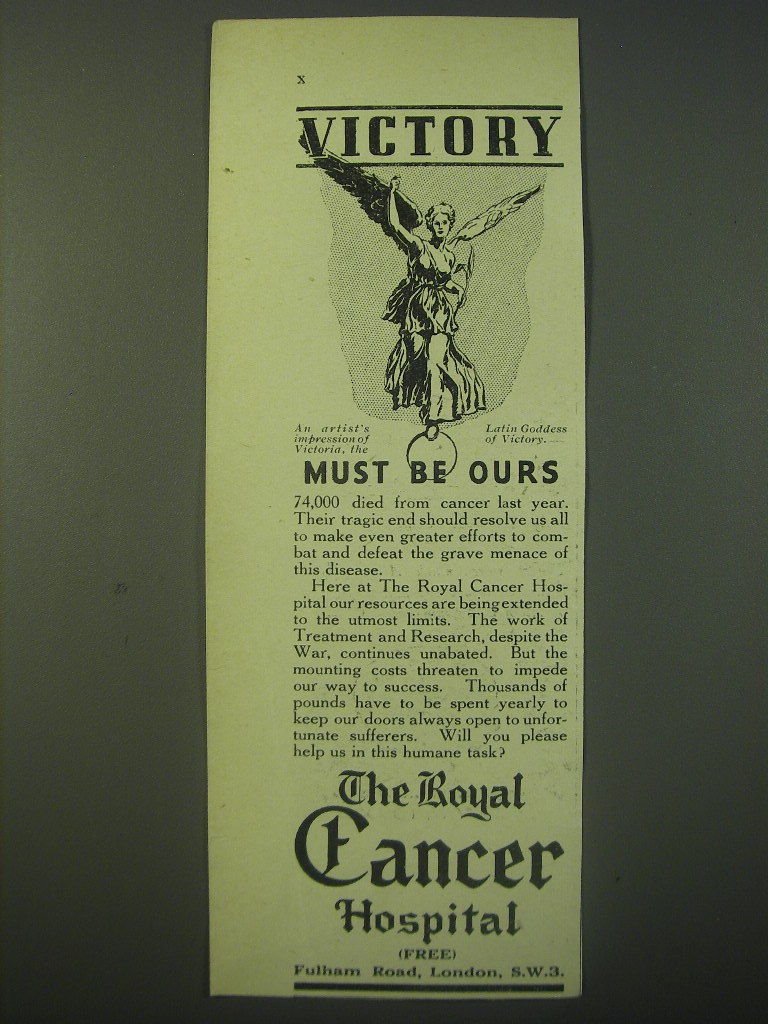 x
VICTORY
An artist's
impression of
Victoria, the
Latin Goddess
of Victory.
MUST BE OURS
74,000 died from cancer last year.
Their tragic end should resolve us all
to make even greater efforts to com-
bat and defeat the grave menace of
this disease.
Here at The Royal Cancer Hos-
pital our resources are being extended
to the utmost limits. The work of
Treatment and Research, despite the
War, continues unabated. But the
mounting costs threaten to impede
our way to success. Thousands of
pounds have to be spent yearly to
keep our doors always open to unfor-
tunate sufferers. Will you please
help us in this humane task?
The Royal
Cancer
Hospital
(FREE)
Fulham Road, London, S.W.3.